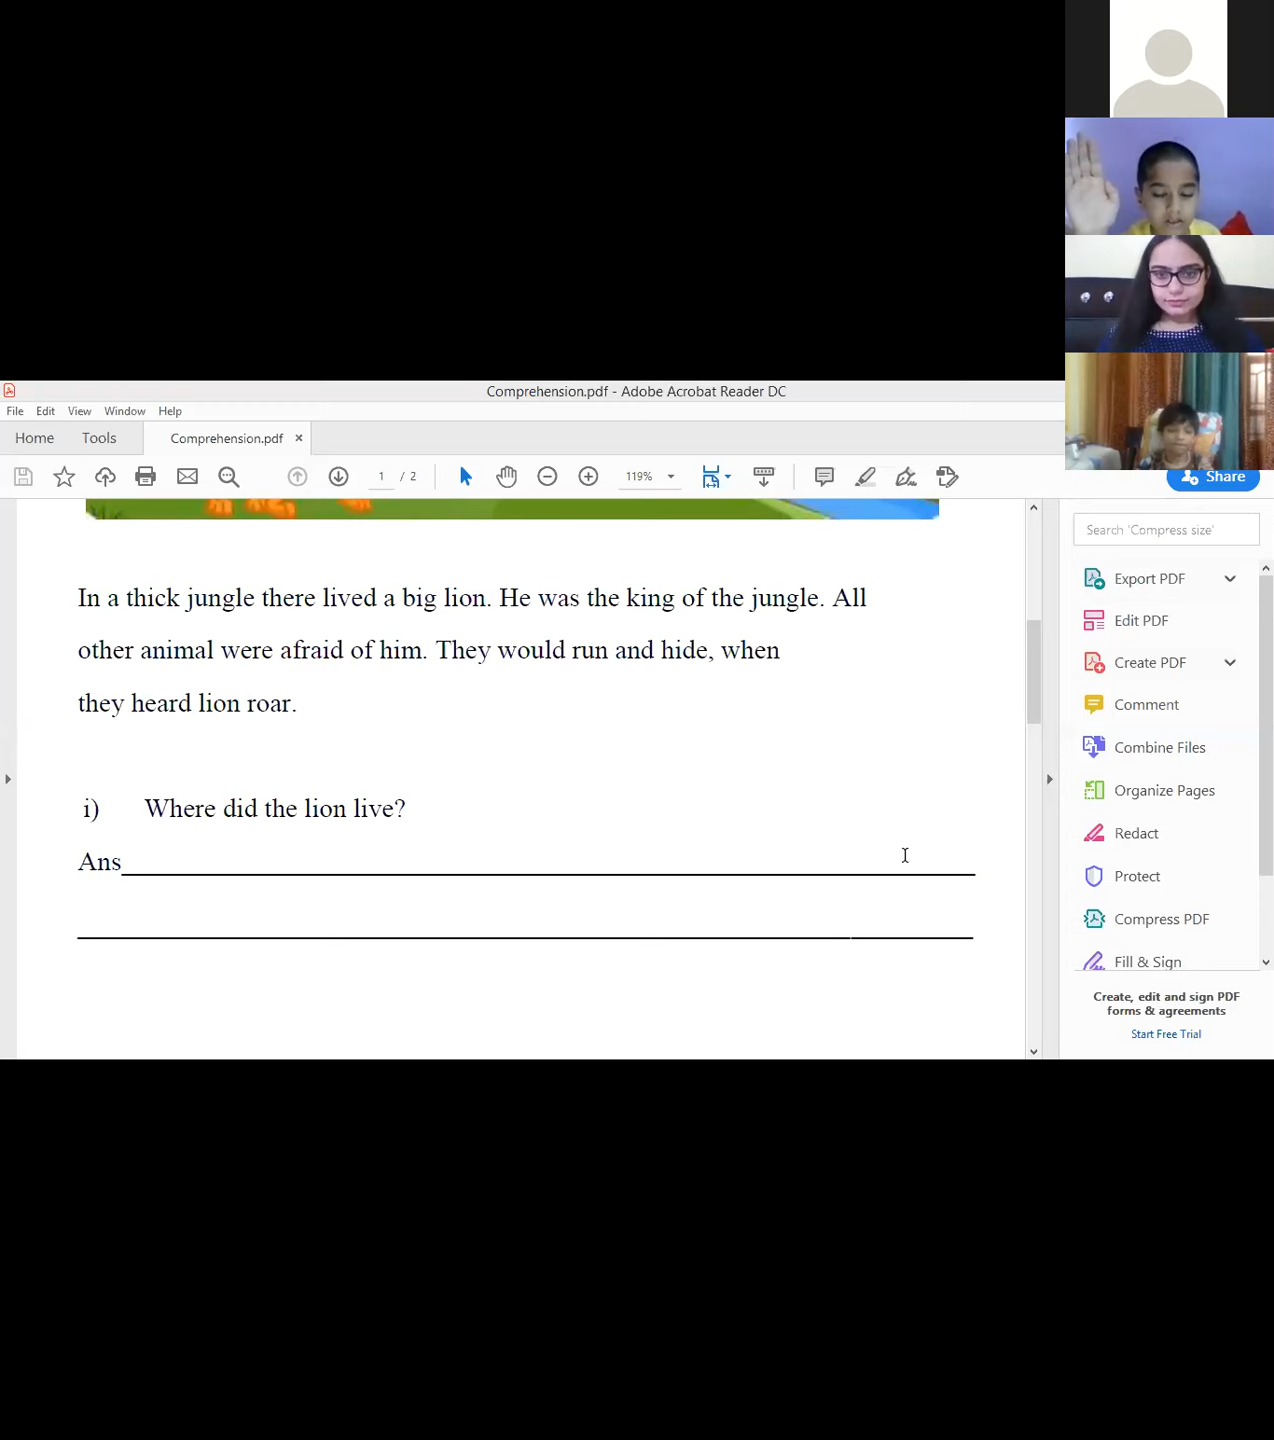 Comprehension.pdf - Adobe Acrobat Reader DC
File Edit View Window Help
Home Tools Comprehension.pdf ×
1 / 2 119% Share
In a thick jungle there lived a big lion. He was the king of the jungle. All
other animal were afraid of him. They would run and hide, when
they heard lion roar.
i) Where did the lion live?
Ans
Search 'Compress size'
Export PDF
Edit PDF
Create PDF
Comment
Combine Files
Organize Pages
Redact
Protect
Compress PDF
Fill & Sign
Create, edit and sign PDF
forms & agreements
Start Free Trial